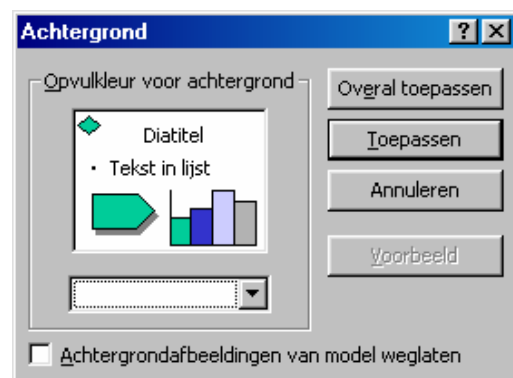 Achtergrond
Opvulkleur voor achtergrond
Diatitel
• Tekst in lijst
Overal toepassen
Toepassen
Annuleren
Voorbeeld
Achtergrondafbeeldingen van model weglaten